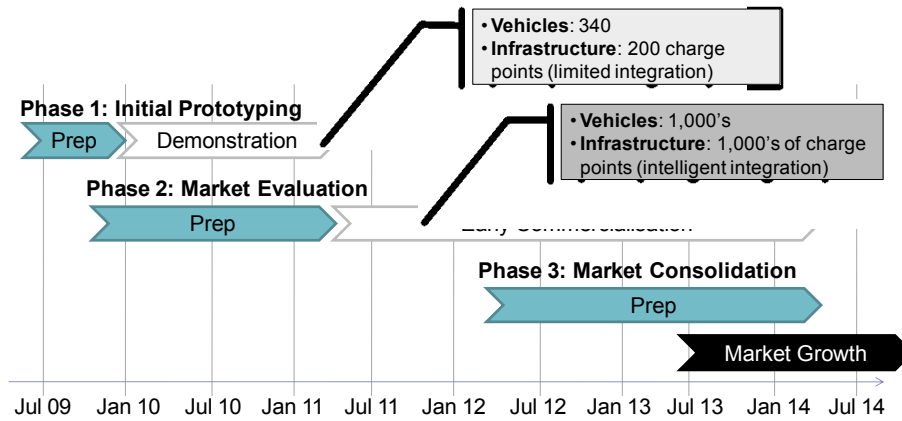 • Vehicles: 340
• Infrastructure: 200 charge
points (limited integration)
Phase 1: Initial Prototyping
Prep
Demonstration
• Vehicles: 1,000’s
• Infrastructure: 1,000’s of charge
points (intelligent integration)
Phase 2: Market Evaluation
Prep
Early Commercialisation
Phase 3: Market Consolidation
Prep
Market Growth
Jul 09 Jan 10 Jul 10 Jan 11 Jul 11 Jan 12 Jul 12 Jan 13 Jul 13 Jan 14 Jul 14